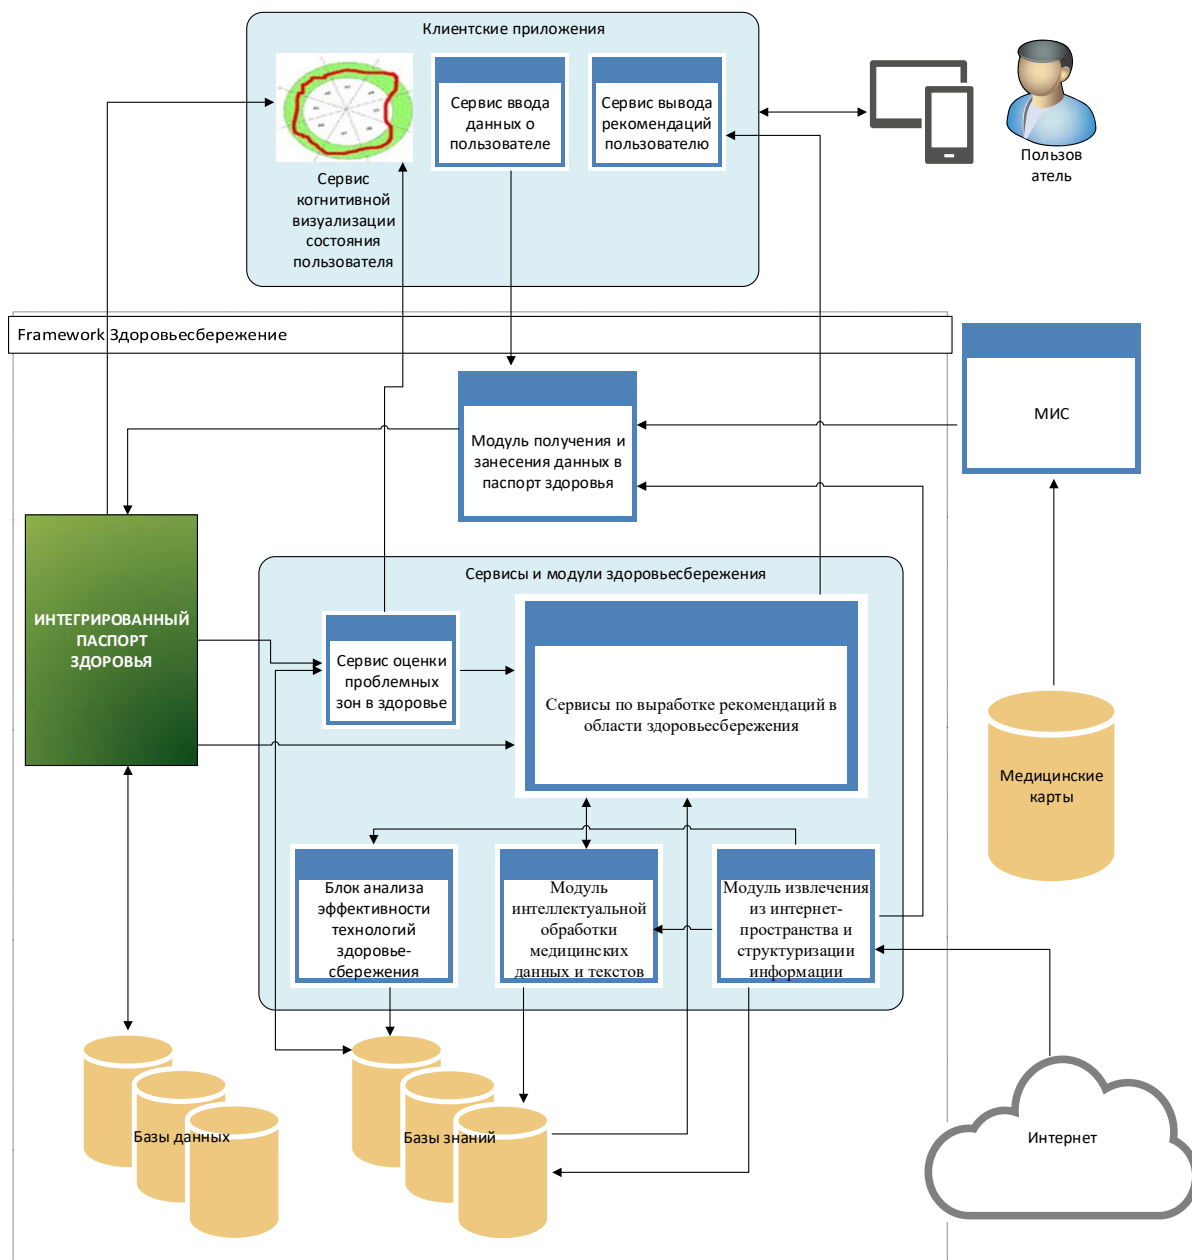 Клиентские приложения
Сервис ввода
данных о
пользователе
Сервис вывода
рекомендаций
пользователю
Сервис
когнитивной
визуализации
состояния
пользователя
Пользов
атель
Framework Здоровьесбережение
МИС
Модуль получения и
занесения данных в
паспорт здоровья
ИНТЕГРИРОВАННЫЙ
ПАСПОРТ
ЗДОРОВЬЯ
Сервисы и модули здоровьесбережения
Сервис оценки
проблемных
зон в здоровье
Сервисы по выработке рекомендаций в
области здоровьесбережения
Медицинские
карты
Блок анализа
эффективности
технологий
здоровье-
сбережения
Модуль
интеллектуальной
обработки
медицинских
данных и текстов
Модуль извлечения
из интернет-
пространства и
структуризации
информации
Базы данных
Базы знаний
Интернет